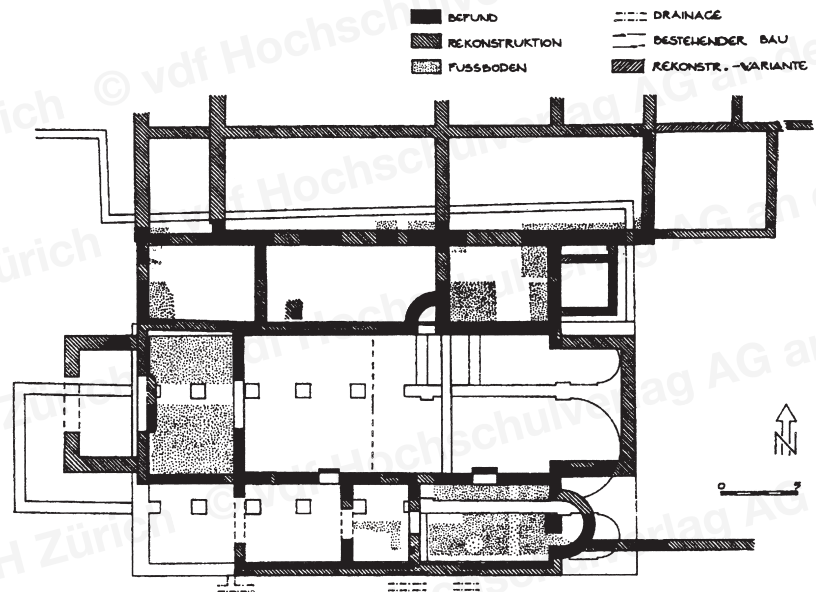 BEFUND
REKONSTRUKTION
FUSSBODEN
DRAINAGE
BESTEHENDER BAU
REKONSTR.-VARIANTE
N
0 5
© vdf Hochschulverlag AG an der ETH Zürich